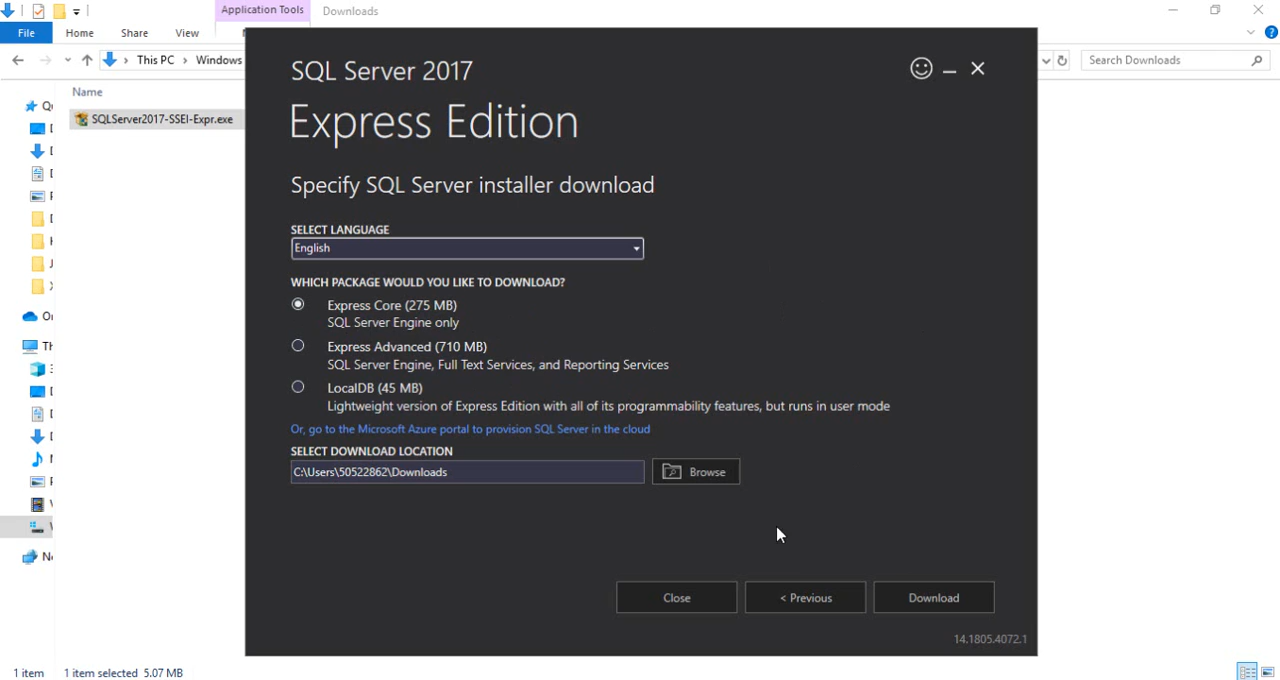 Application Tools
Downloads
File
Home
Share
View
This PC
Windows
Search Downloads
Name
SQLServer2017-SSEI-Expr.exe
SQL Server 2017
Express Edition
Specify SQL Server installer download
SELECT LANGUAGE
English
WHICH PACKAGE WOULD YOU LIKE TO DOWNLOAD?
Express Core (275 MB)
SQL Server Engine only
Express Advanced (710 MB)
SQL Server Engine, Full Text Services, and Reporting Services
LocalDB (45 MB)
Lightweight version of Express Edition with all of its programmability features, but runs in user mode
Or, go to the Microsoft Azure portal to provision SQL Server in the cloud
SELECT DOWNLOAD LOCATION
C:\Users\50522862\Downloads
Browse
Close
< Previous
Download
14.1805.4072.1
1 item
1 item selected 5.07 MB